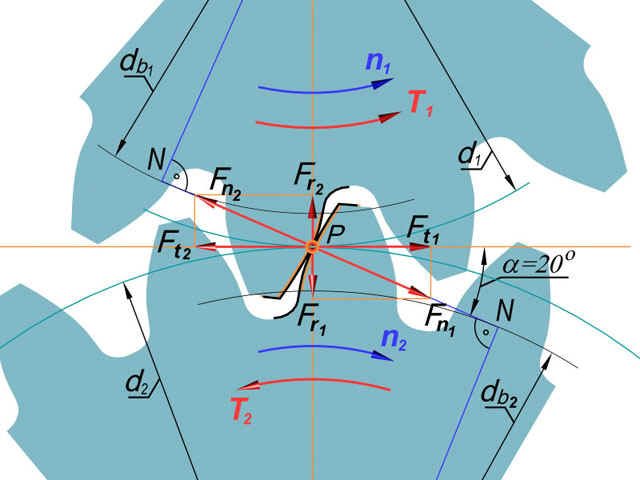 n1
db1
T1
N
d1
Fn2
Fr2
P
Ft1
Ft2
α=20°
Fr1
Fn1
N
n2
d2
db2
T2